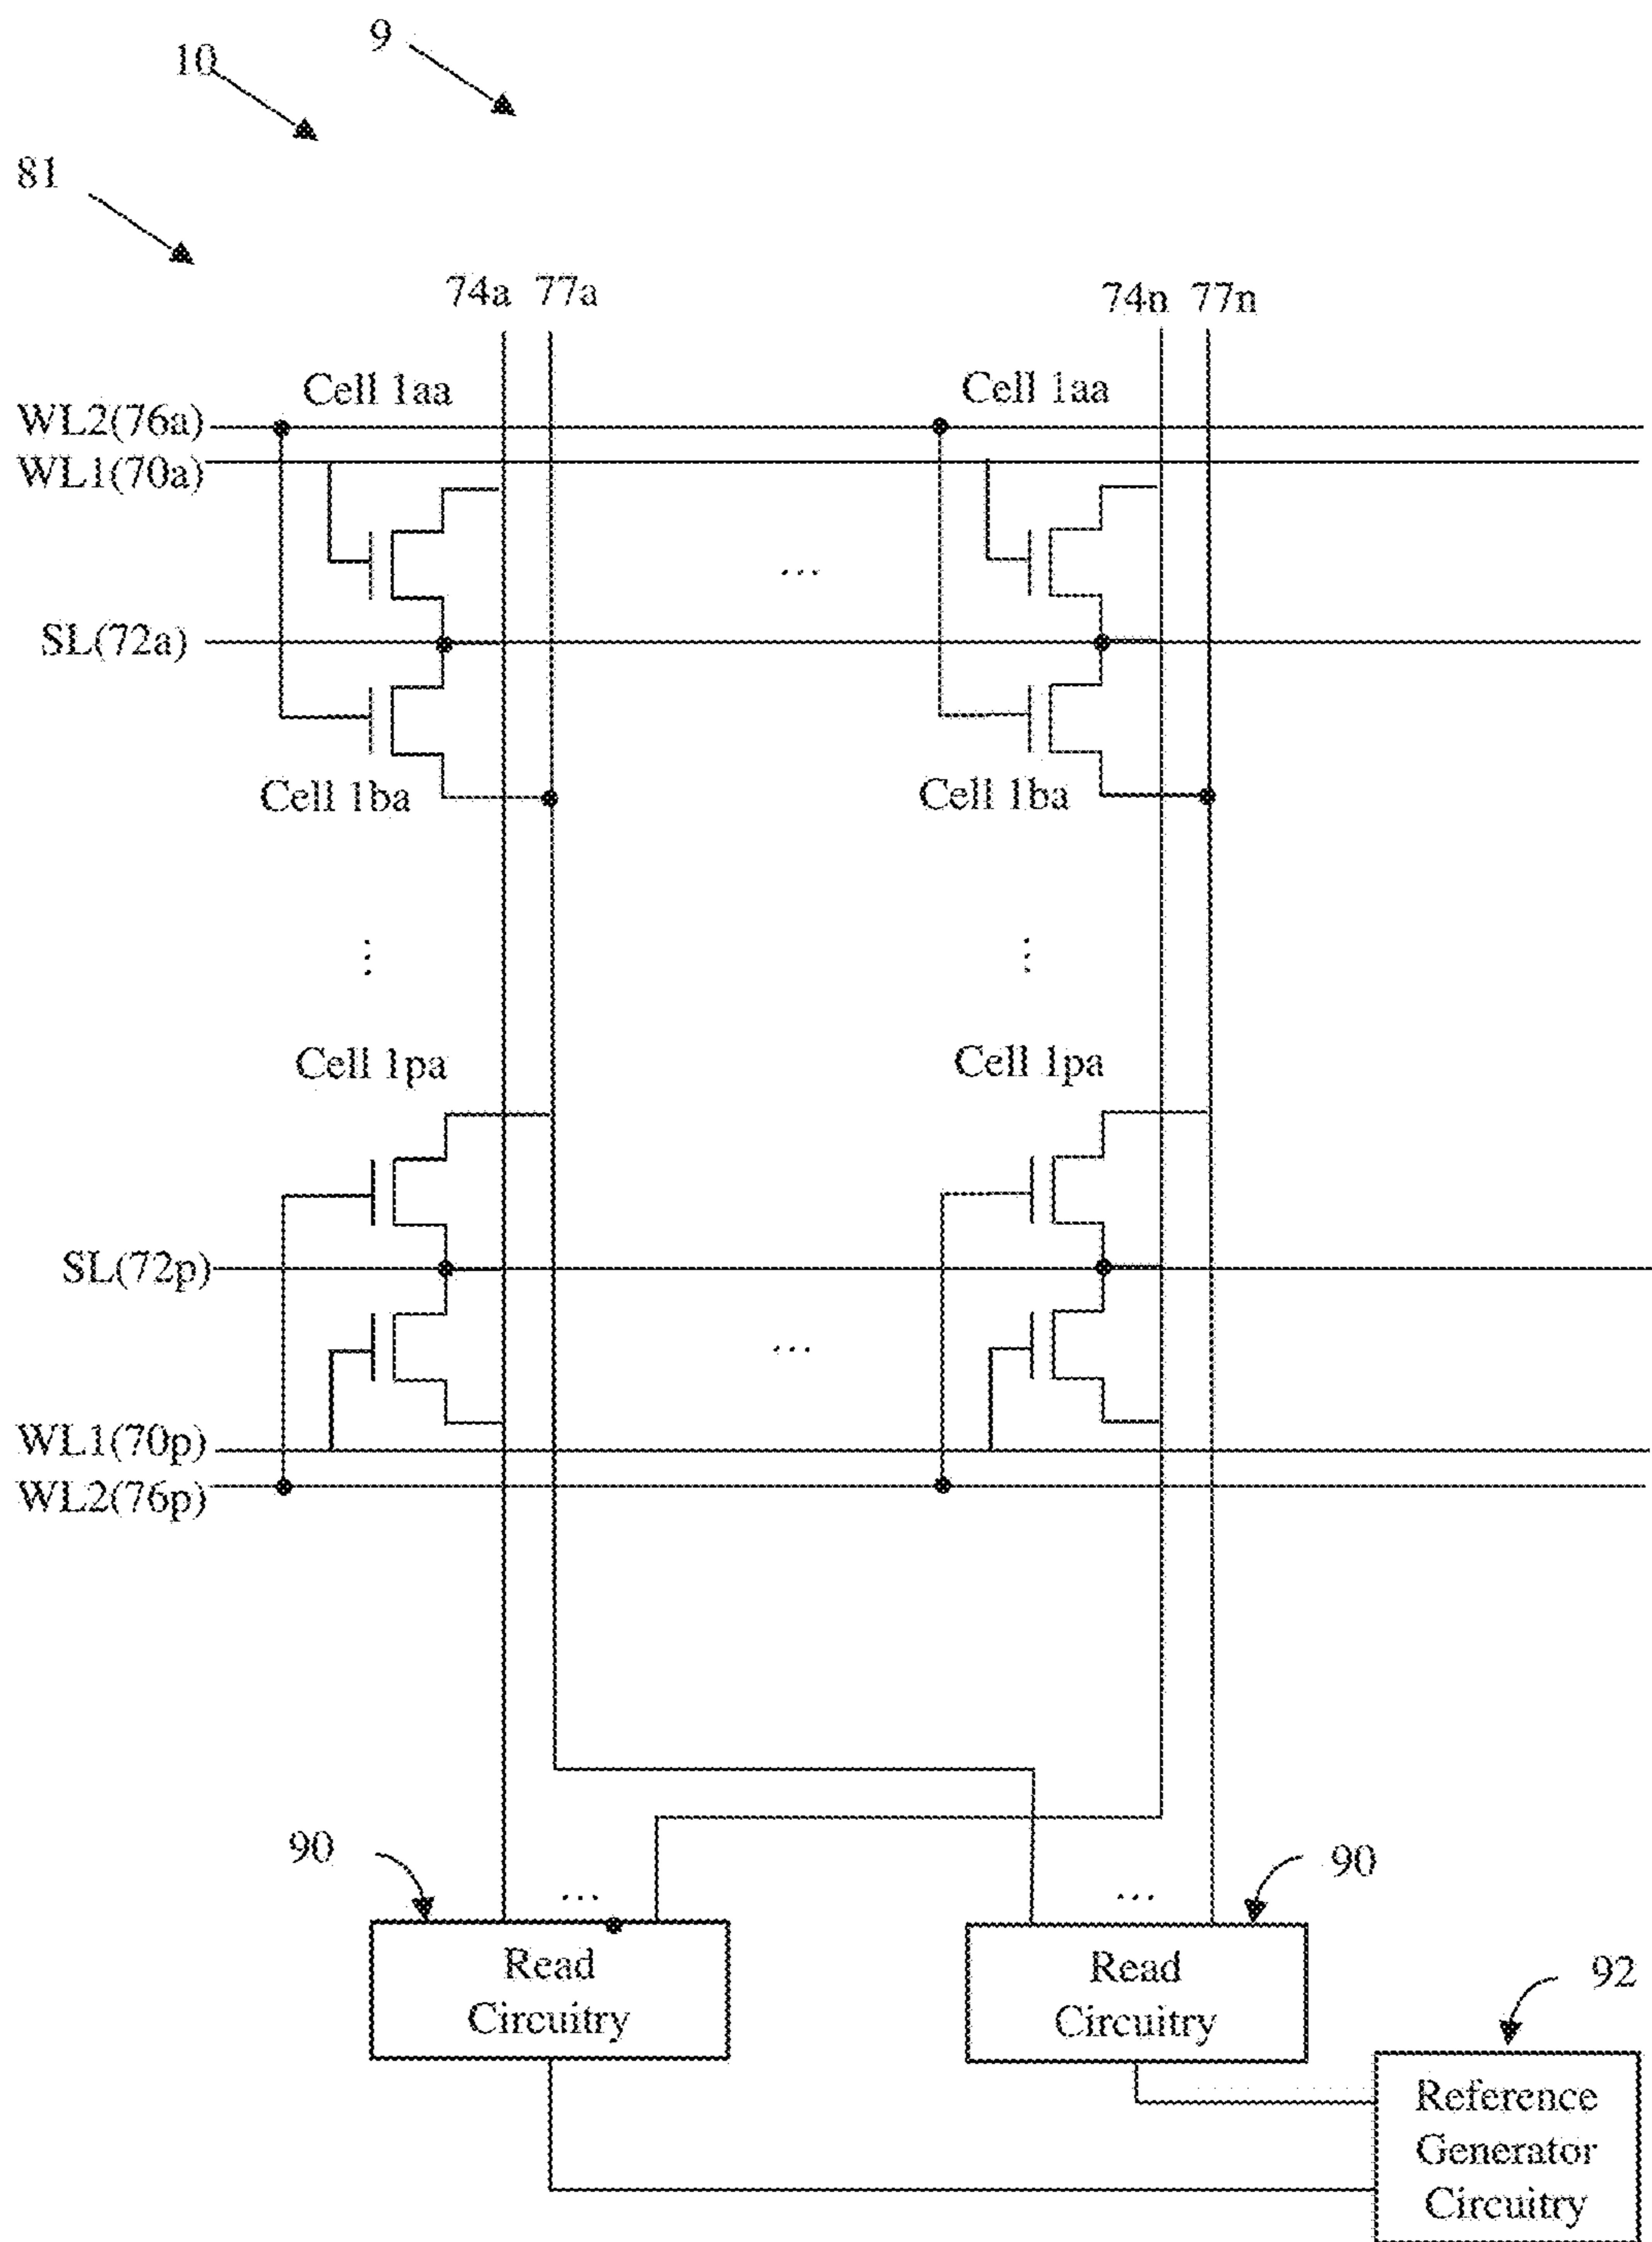 10
9
81
74a 77a
74n 77n
Cell 1aa
Cell 1aa
WL2(76a)
WL1(70a)
...
SL(72a)
Cell 1ba
Cell 1ba
...
...
Cell 1pa
Cell 1pa
SL(72p)
...
WL1(70p)
WL2(76p)
90
90
...
...
Read
Circuitry
Read
Circuitry
92
Reference
Generator
Circuitry